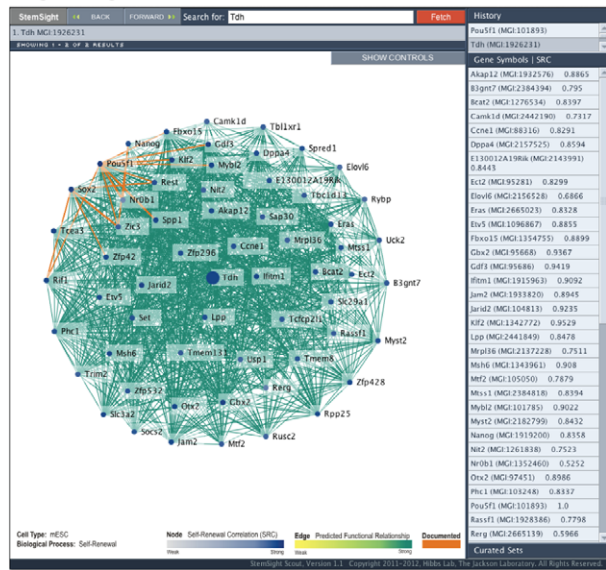 StemSight BACK FORWARD Search for: Tdh Fetch
1. Tdh MGI:1926231
SHOWING 1 - 2 OF 2 RESULTS
SHOW CONTROLS
Camk1d
Tbl1xr1
Fbxo15
Nanog
Gdf3
Spred1
Pou5f1
Klf2
Mybl2
Dppa4
Elovl6
Sox2
Rest
Nit2
E130012A19Rik
Nr0b1
Tbc1d13
Rybp
Akap12
Sap30
Tcea3
Zic3
Spp1
Eras
Uck2
Zfp42
Zfp296
Ccne1
Mrpl36
Mtss1
Rif1
Jarid2
Tdh
Ifitm1
Bcat2
Ect2
B3gnt7
Etv5
Slc29a1
Phc1
Set
Lpp
Tcfcp2l1
Rassf1
Myst2
Msh6
Usp1
Tmem8
Trim2
Zfp532
Rerg
Zfp428
Slc3a2
Otx2
Gbx2
Rpp25
Socs2
Jam2
Mtf2
Rusc2
Cell Type: mESC
Biological Process: Self-Renewal
Node Self-Renewal Correlation (SRC)
Weak Strong
Edge Predicted Functional Relationship
Weak Strong
Documented
History
Pou5f1 (MGI:101893)
Tdh (MGI:1926231)
Gene Symbols | SRC
Akap12 (MGI:1932576) 0.8865
B3gnt7 (MGI:2384394) 0.795
Bcat2 (MGI:1276534) 0.8397
Camk1d (MGI:2442190) 0.7317
Ccne1 (MGI:88316) 0.8291
Dppa4 (MGI:2157525) 0.8594
E130012A19Rik (MGI:2143991)
0.8443
Ect2 (MGI:95281) 0.8299
Elovl6 (MGI:2156528) 0.6866
Eras (MGI:2665023) 0.8328
Etv5 (MGI:1096867) 0.8855
Fbxo15 (MGI:1354755) 0.8899
Gbx2 (MGI:95668) 0.9367
Gdf3 (MGI:95686) 0.9419
Ifitm1 (MGI:1915963) 0.9092
Jam2 (MGI:1933820) 0.8945
Jarid2 (MGI:104813) 0.9235
Klf2 (MGI:1342772) 0.9529
Lpp (MGI:2441849) 0.8478
Mrpl36 (MGI:2137228) 0.7511
Msh6 (MGI:1343961) 0.908
Mtf2 (MGI:105050) 0.7879
Mtss1 (MGI:2384818) 0.8394
Mybl2 (MGI:101785) 0.9022
Myst2 (MGI:2182799) 0.8432
Nanog (MGI:1919200) 0.8358
Nit2 (MGI:1261838) 0.7523
Nr0b1 (MGI:1352460) 0.5252
Otx2 (MGI:97451) 0.8986
Phc1 (MGI:103248) 0.8337
Pou5f1 (MGI:101893) 1.0
Rassf1 (MGI:1928386) 0.7798
Rerg (MGI:2665139) 0.5966
Curated Sets
StemSight Scout, Version 1.1 Copyright 2011-2012, Hibbs Lab, The Jackson Laboratory. All Rights Reserved.